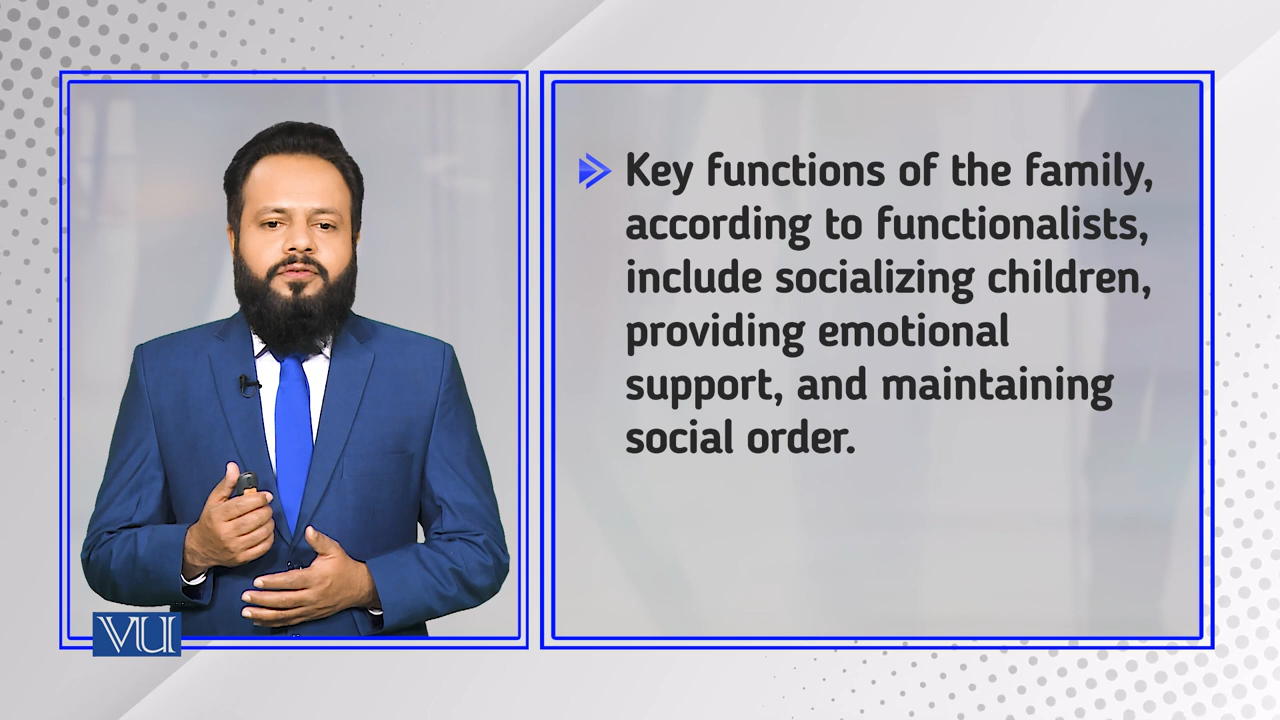 Key functions of the family,
according to functionalists,
include socializing children,
providing emotional
support, and maintaining
social order.
VU